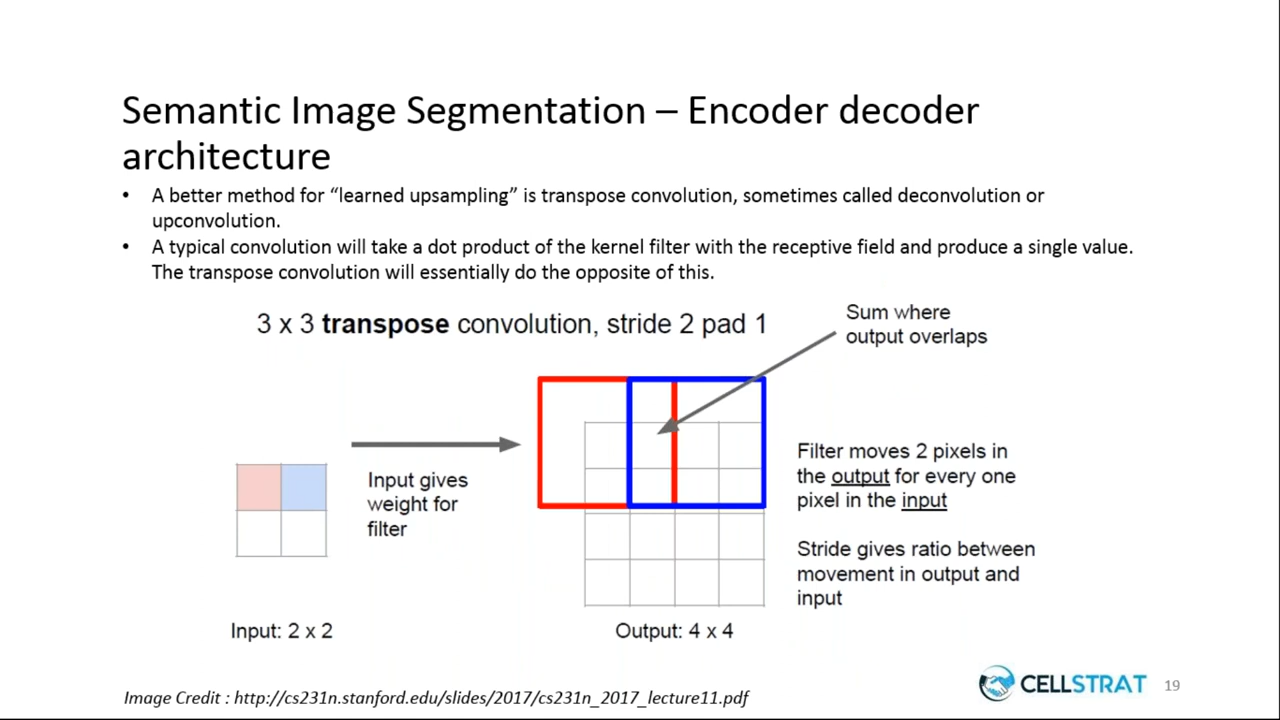 Semantic Image Segmentation – Encoder decoder
architecture
• A better method for “learned upsampling” is transpose convolution, sometimes called deconvolution or
upconvolution.
• A typical convolution will take a dot product of the kernel filter with the receptive field and produce a single value.
The transpose convolution will essentially do the opposite of this.
3 x 3 transpose convolution, stride 2 pad 1
Sum where
output overlaps
Input gives
weight for
filter
Filter moves 2 pixels in
the output for every one
pixel in the input
Stride gives ratio between
movement in output and
input
Input: 2 x 2
Output: 4 x 4
Image Credit : http://cs231n.stanford.edu/slides/2017/cs231n_2017_lecture11.pdf
CELLSTRAT
19